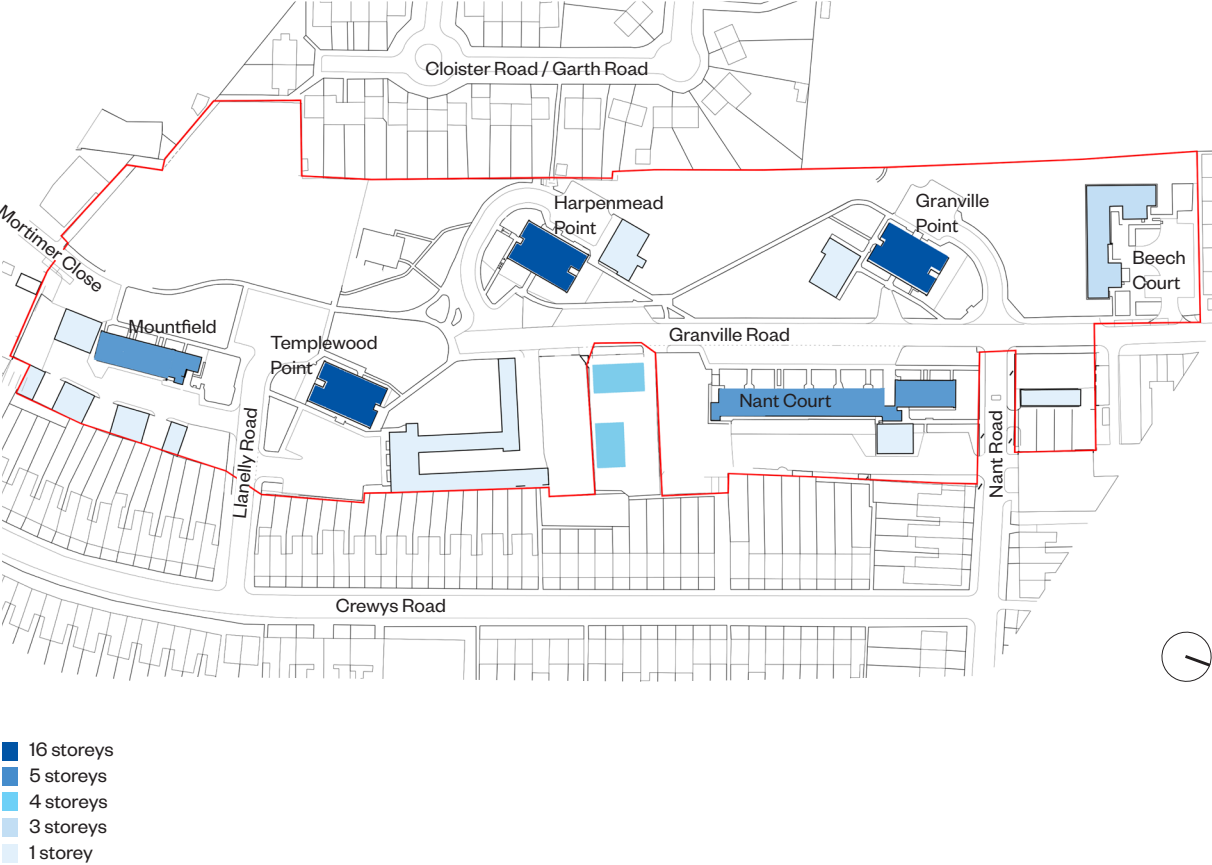 Cloister Road / Garth Road
Harpenmead
Point
Granville
Point
Mortimer Close
Beech
Court
Mountfield
Templewood
Point
Granville Road
Nant Court
Llanelly Road
Nant Road
Crewys Road
16 storeys
5 storeys
4 storeys
3 storeys
1 storey